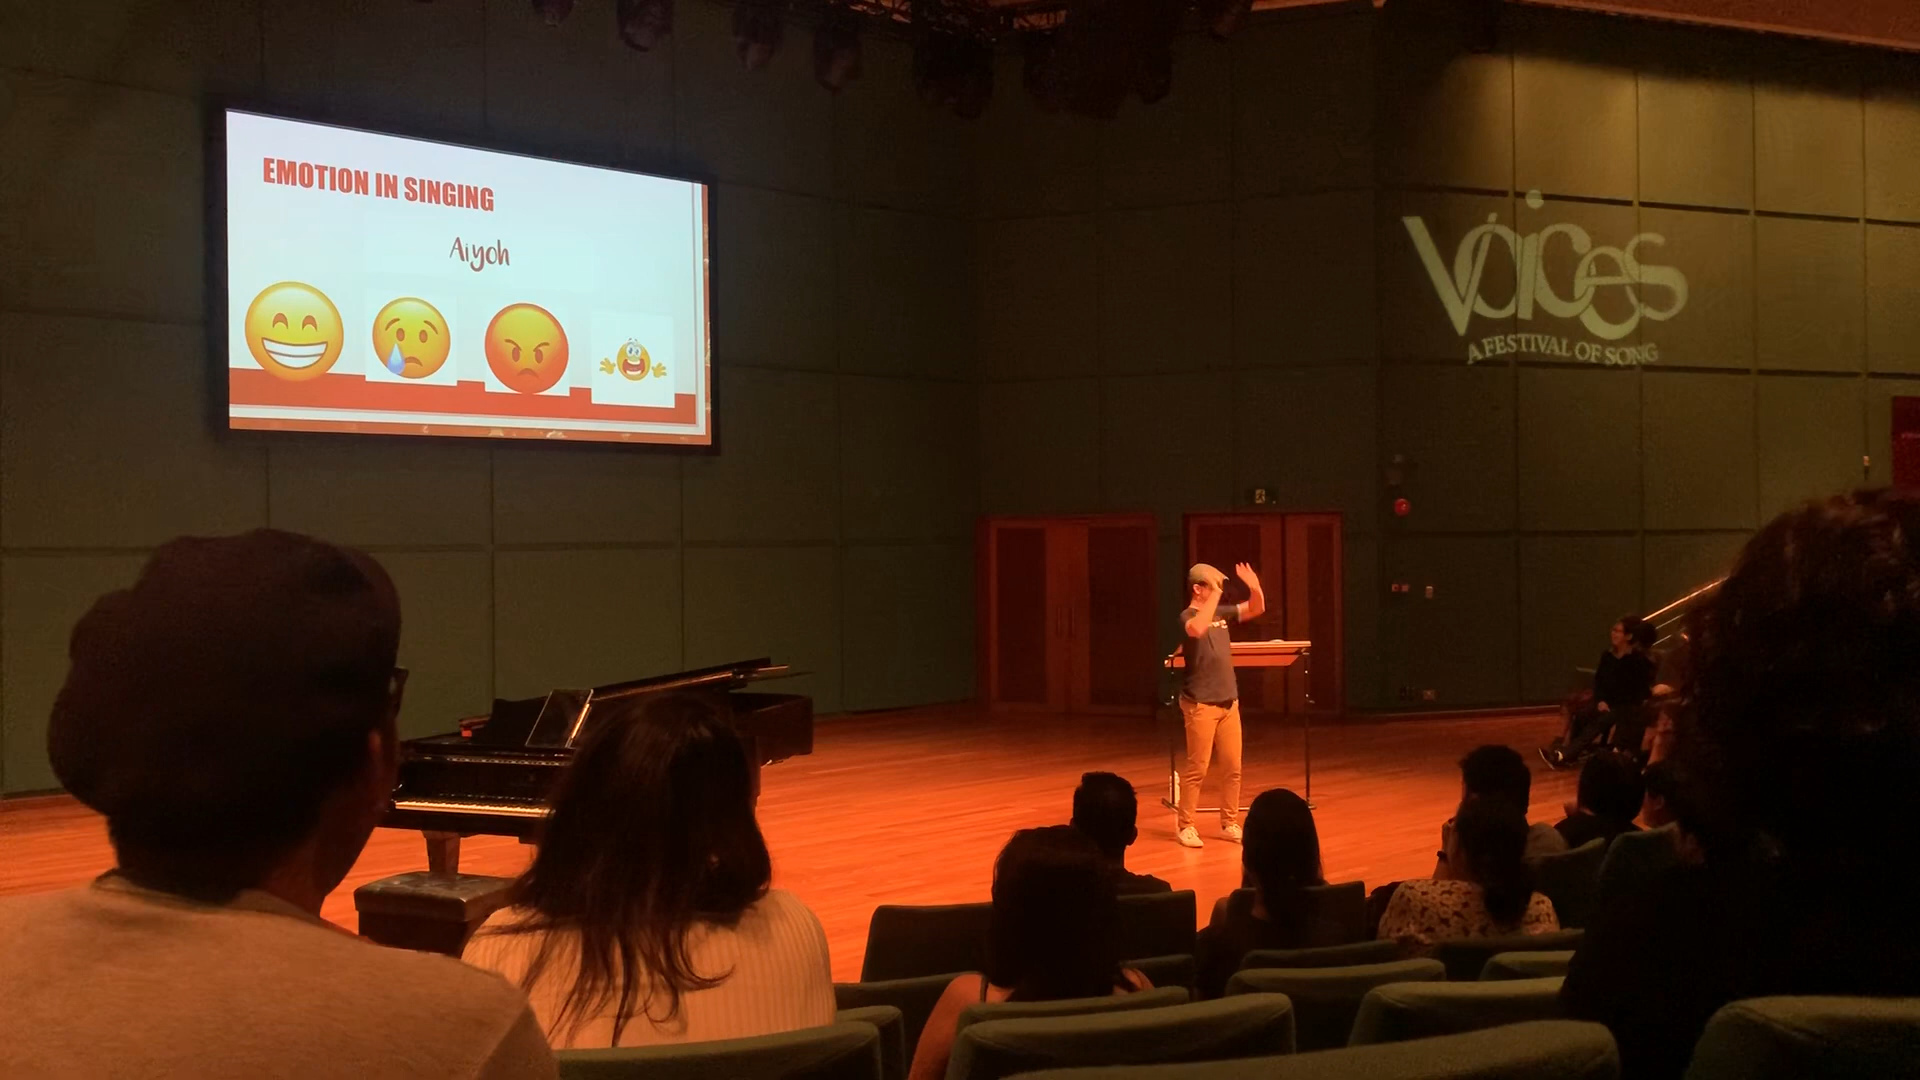 EMOTION IN SINGING
Aiyoh
Voices
A FESTIVAL OF SONG